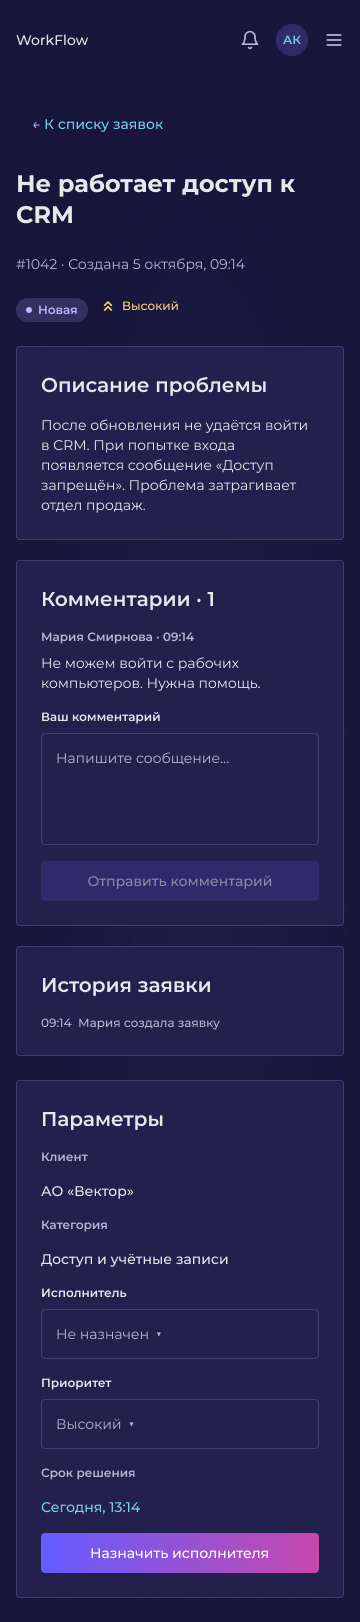 WorkFlow
АК
← К списку заявок
Не работает доступ к
CRM
#1042 · Создана 5 октября, 09:14
Новая
Высокий
Описание проблемы
После обновления не удаётся войти
в CRM. При попытке входа
появляется сообщение «Доступ
запрещён». Проблема затрагивает
отдел продаж.
Комментарии · 1
Мария Смирнова · 09:14
Не можем войти с рабочих
компьютеров. Нужна помощь.
Ваш комментарий
Напишите сообщение...
Отправить комментарий
История заявки
09:14 Мария создала заявку
Параметры
Клиент
АО «Вектор»
Категория
Доступ и учётные записи
Исполнитель
Не назначен ▾
Приоритет
Высокий ▾
Срок решения
Сегодня, 13:14
Назначить исполнителя